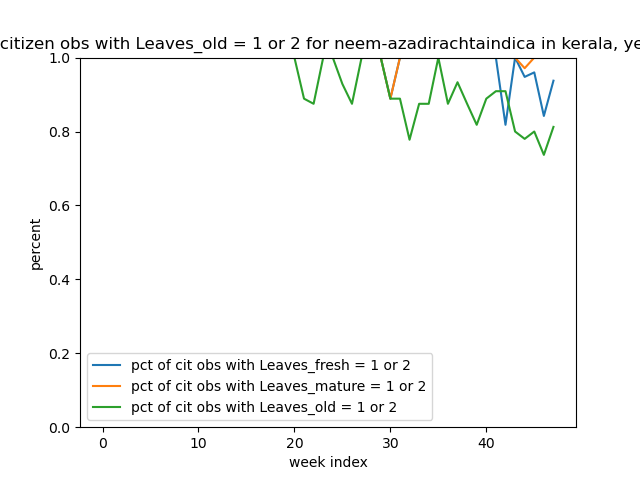 citizen obs with Leaves_old = 1 or 2 for neem-azadirachtaindica in kerala, ye
1.0
0.8
0.6
0.4
0.2
0.0
percent
pct of cit obs with Leaves_fresh = 1 or 2
pct of cit obs with Leaves_mature = 1 or 2
pct of cit obs with Leaves_old = 1 or 2
0 10 20 30 40
week index